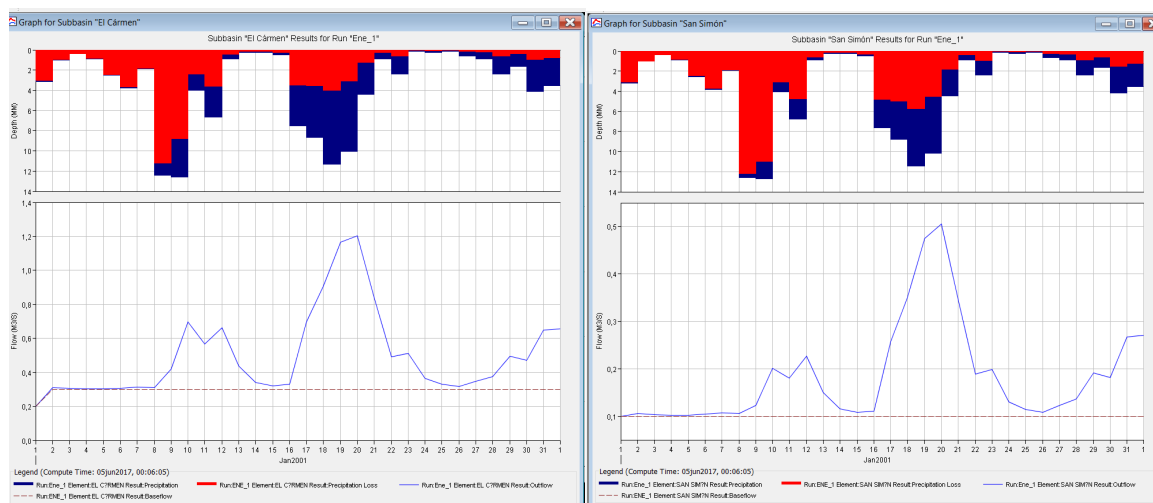 Graph for Subbasin "El Cármen"
Subbasin "El Cármen" Results for Run "Ene_1"
0
2
4
6
8
10
12
14
Depth (MM)
1,4
1,2
1,0
0,8
0,6
0,4
0,2
0,0
Flow (M3/S)
1 2 3 4 5 6 7 8 9 10 11 12 13 14 15 16 17 18 19 20 21 22 23 24 25 26 27 28 29 30 31 1
Jan2001
Legend (Compute Time: 05jun2017, 00:06:05)
Run:Ene_1 Element:EL C?RMEN Result:Precipitation Run:ENE_1 Element:EL C?RMEN Result:Precipitation Loss Run:Ene_1 Element:EL C?RMEN Result:Outflow
Run:ENE_1 Element:EL C?RMEN Result:Baseflow
Graph for Subbasin "San Simón"
Subbasin "San Simón" Results for Run "Ene_1"
0
2
4
6
8
10
12
14
Depth (MM)
0,5
0,4
0,3
0,2
0,1
Flow (M3/S)
1 2 3 4 5 6 7 8 9 10 11 12 13 14 15 16 17 18 19 20 21 22 23 24 25 26 27 28 29 30 31 1
Jan2001
Legend (Compute Time: 05jun2017, 00:06:05)
Run:Ene_1 Element:SAN SIM?N Result:Precipitation Run:ENE_1 Element:SAN SIM?N Result:Precipitation Loss Run:Ene_1 Element:SAN SIM?N Result:Outflow
Run:ENE_1 Element:SAN SIM?N Result:Baseflow